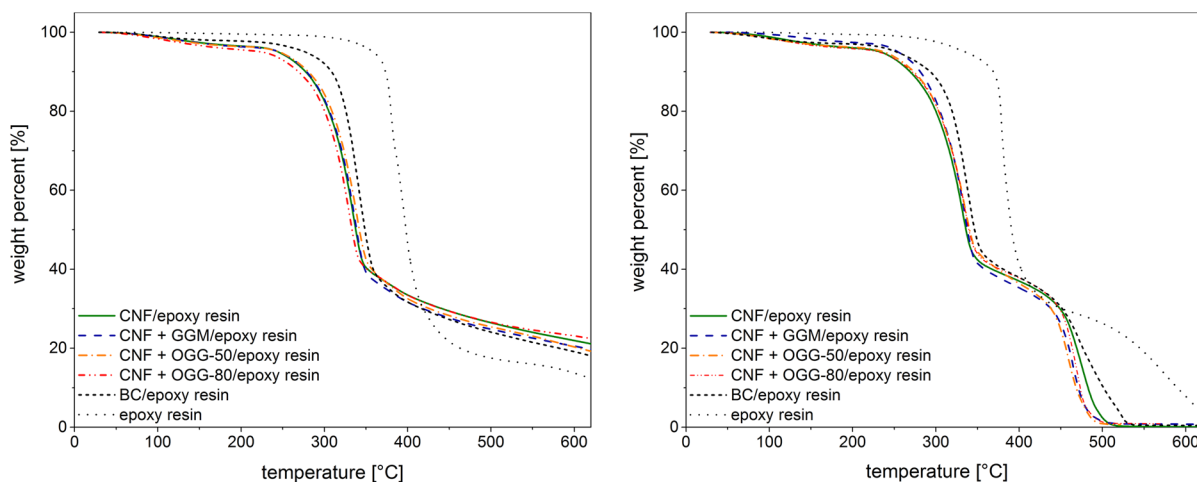 100
80
60
40
20
0
weight percent [%]
CNF/epoxy resin
CNF + GGM/epoxy resin
CNF + OGG-50/epoxy resin
CNF + OGG-80/epoxy resin
BC/epoxy resin
epoxy resin
0 100 200 300 400 500 600
temperature [°C]
100
80
60
40
20
0
weight percent [%]
CNF/epoxy resin
CNF + GGM/epoxy resin
CNF + OGG-50/epoxy resin
CNF + OGG-80/epoxy resin
BC/epoxy resin
epoxy resin
0 100 200 300 400 500 600
temperature [°C]